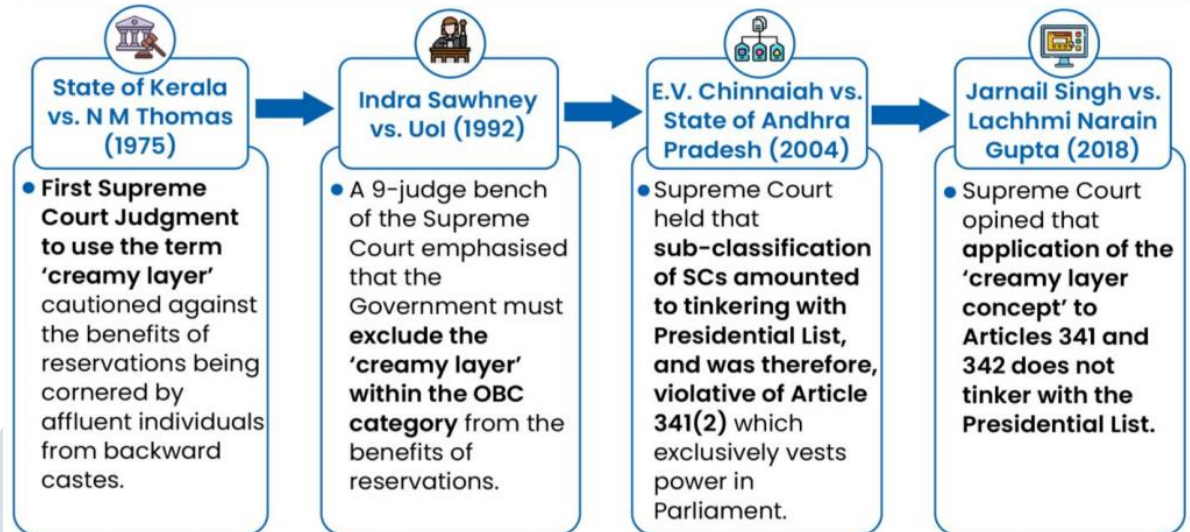 State of Kerala
vs. N M Thomas
(1975)
• First Supreme
Court Judgment
to use the term
‘creamy layer’
cautioned against
the benefits of
reservations being
cornered by
affluent individuals
from backward
castes.
Indra Sawhney
vs. UoI (1992)
• A 9-judge bench
of the Supreme
Court emphasised
that the
Government must
exclude the
‘creamy layer’
within the OBC
category from the
benefits of
reservations.
E.V. Chinnaiah vs.
State of Andhra
Pradesh (2004)
• Supreme Court
held that
sub-classification
of SCs amounted
to tinkering with
Presidential List,
and was therefore,
violative of Article
341(2) which
exclusively vests
power in
Parliament.
Jarnail Singh vs.
Lachhmi Narain
Gupta (2018)
• Supreme Court
opined that
application of the
‘creamy layer
concept’ to
Articles 341 and
342 does not
tinker with the
Presidential List.